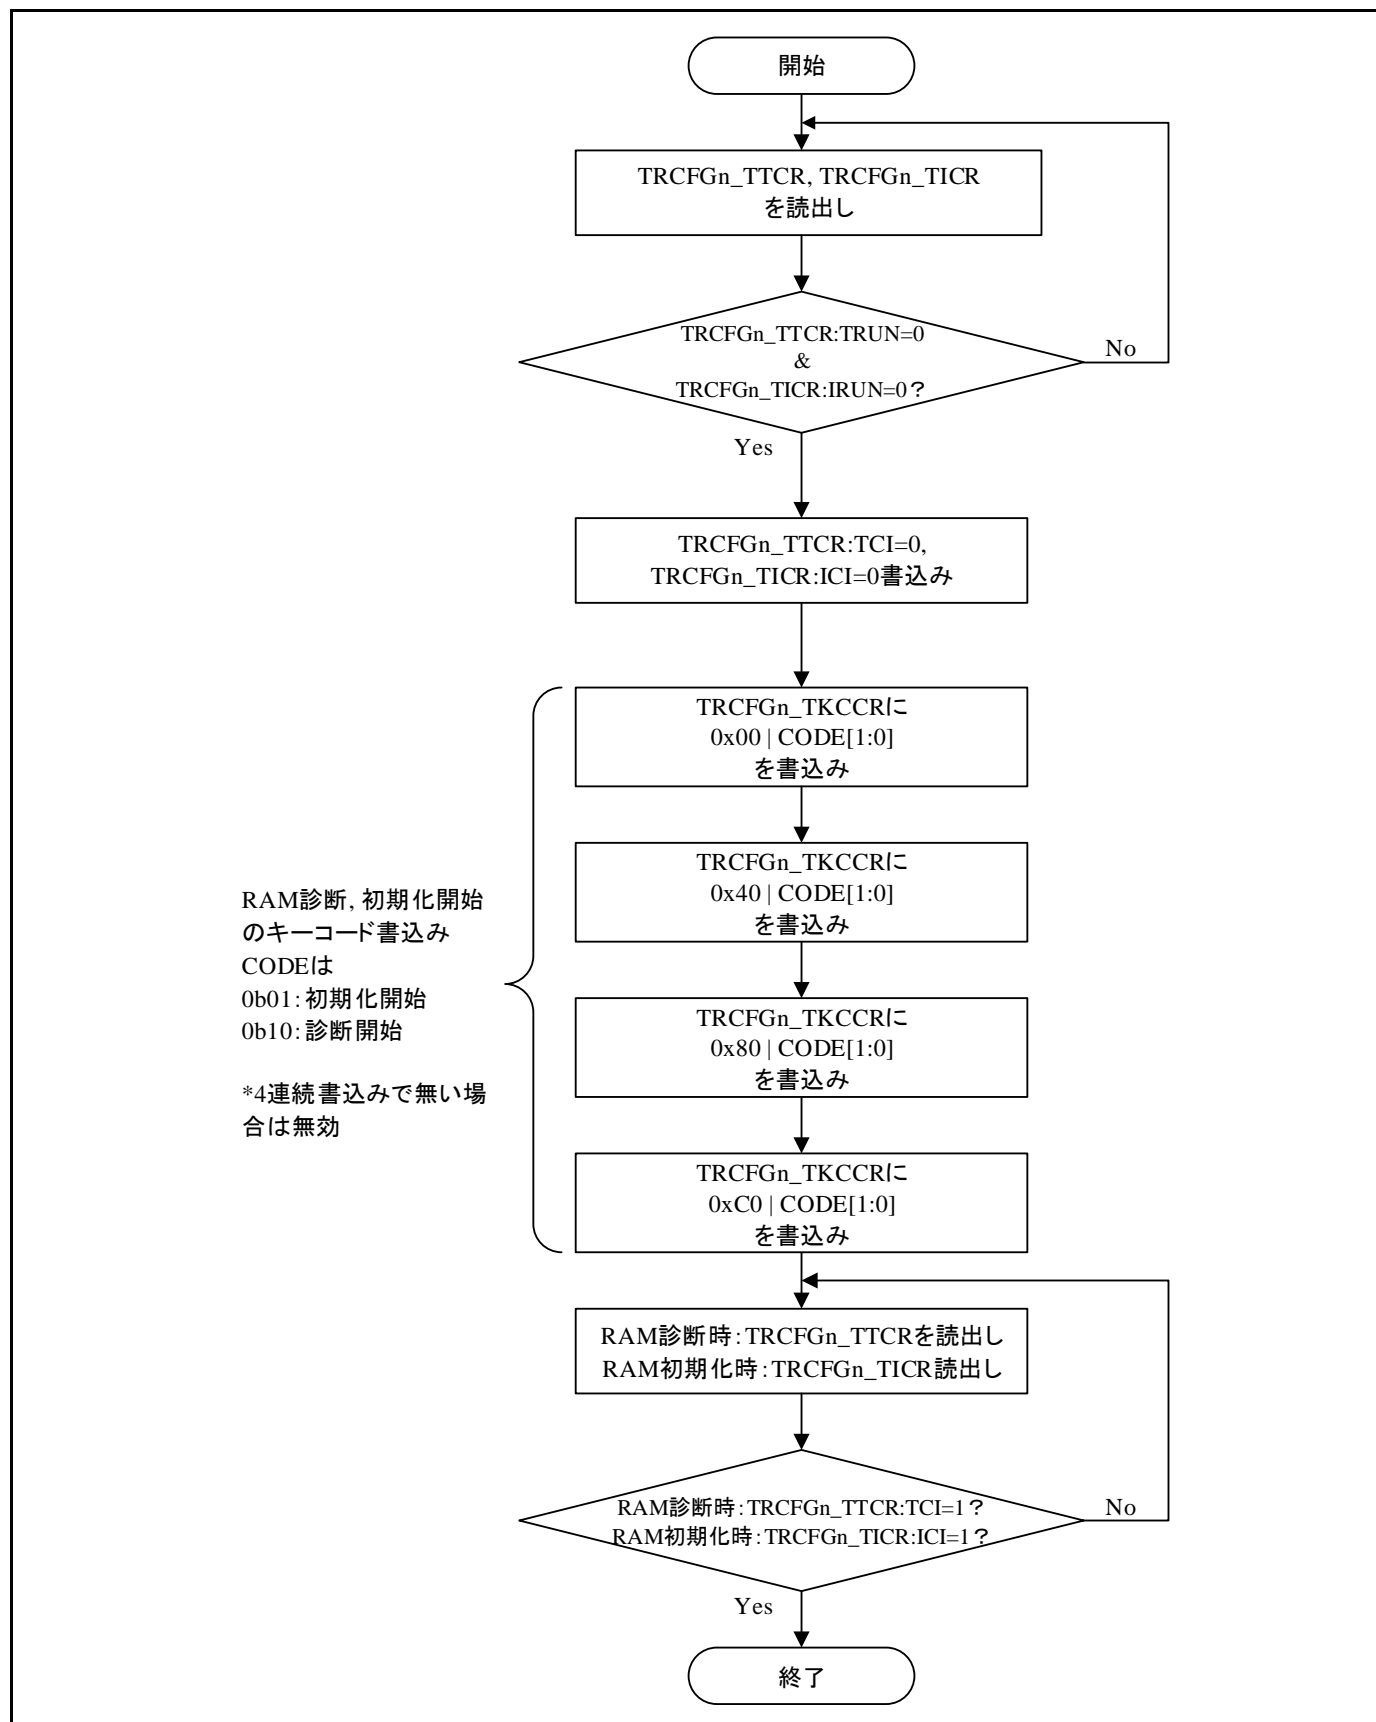 開始
TRCFGn_TTCR, TRCFGn_TICR
を読出し
TRCFGn_TTCR:TRUN=0
&
TRCFGn_TICR:IRUN=0？
No
Yes
TRCFGn_TTCR:TCI=0,
TRCFGn_TICR:ICI=0書込み
TRCFGn_TKCCRに
0x00 | CODE[1:0]
を書込み
TRCFGn_TKCCRに
0x40 | CODE[1:0]
を書込み
RAM診断, 初期化開始
のキーコード書込み
CODEは
0b01：初期化開始
0b10：診断開始
*4連続書込みで無い場
合は無効
TRCFGn_TKCCRに
0x80 | CODE[1:0]
を書込み
TRCFGn_TKCCRに
0xC0 | CODE[1:0]
を書込み
RAM診断時：TRCFGn_TTCRを読出し
RAM初期化時：TRCFGn_TICR読出し
RAM診断時：TRCFGn_TTCR:TCI=1？
RAM初期化時：TRCFGn_TICR:ICI=1？
No
Yes
終了